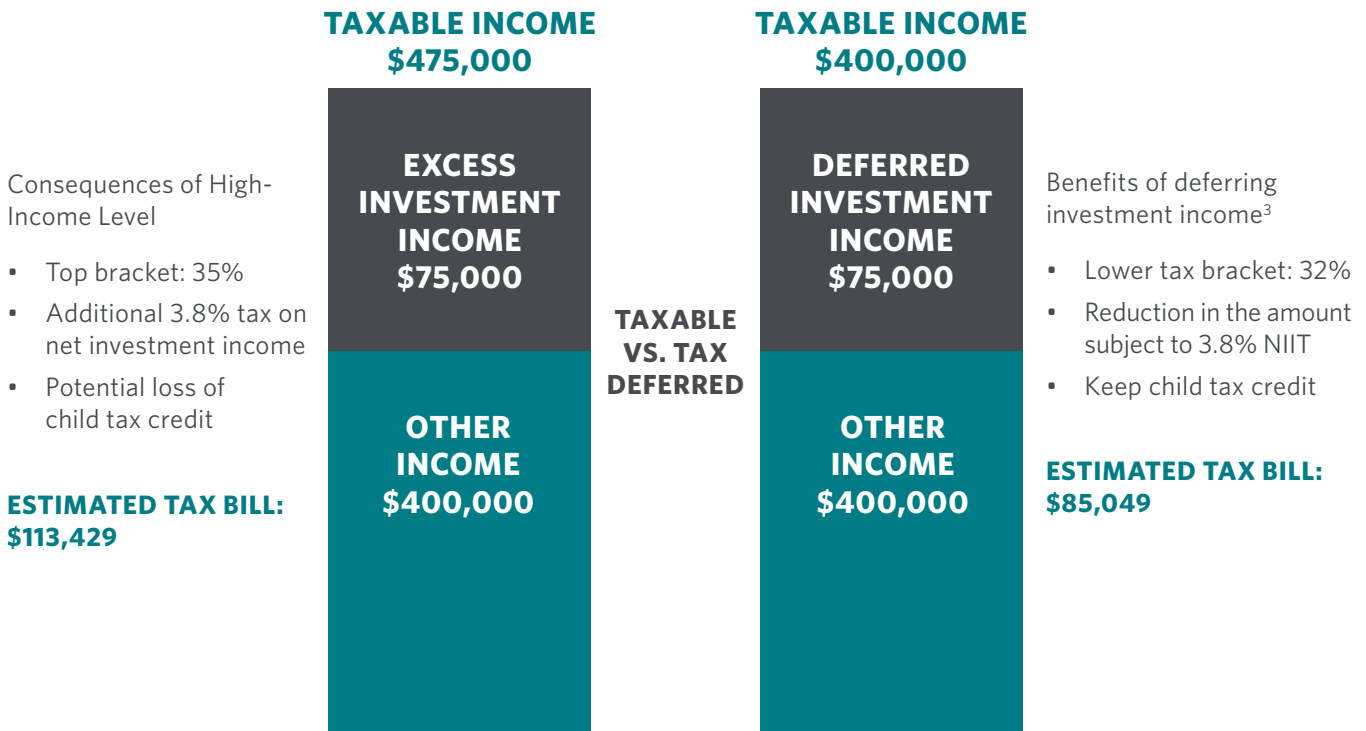 TAXABLE INCOME
$475,000
Consequences of High-
Income Level
• Top bracket: 35%
• Additional 3.8% tax on
net investment income
• Potential loss of
child tax credit
ESTIMATED TAX BILL:
$113,429
EXCESS
INVESTMENT
INCOME
$75,000
OTHER
INCOME
$400,000
TAXABLE
VS. TAX
DEFERRED
TAXABLE INCOME
$400,000
DEFERRED
INVESTMENT
INCOME
$75,000
OTHER
INCOME
$400,000
Benefits of deferring
investment income³
• Lower tax bracket: 32%
• Reduction in the amount
subject to 3.8% NIIT
• Keep child tax credit
ESTIMATED TAX BILL:
$85,049